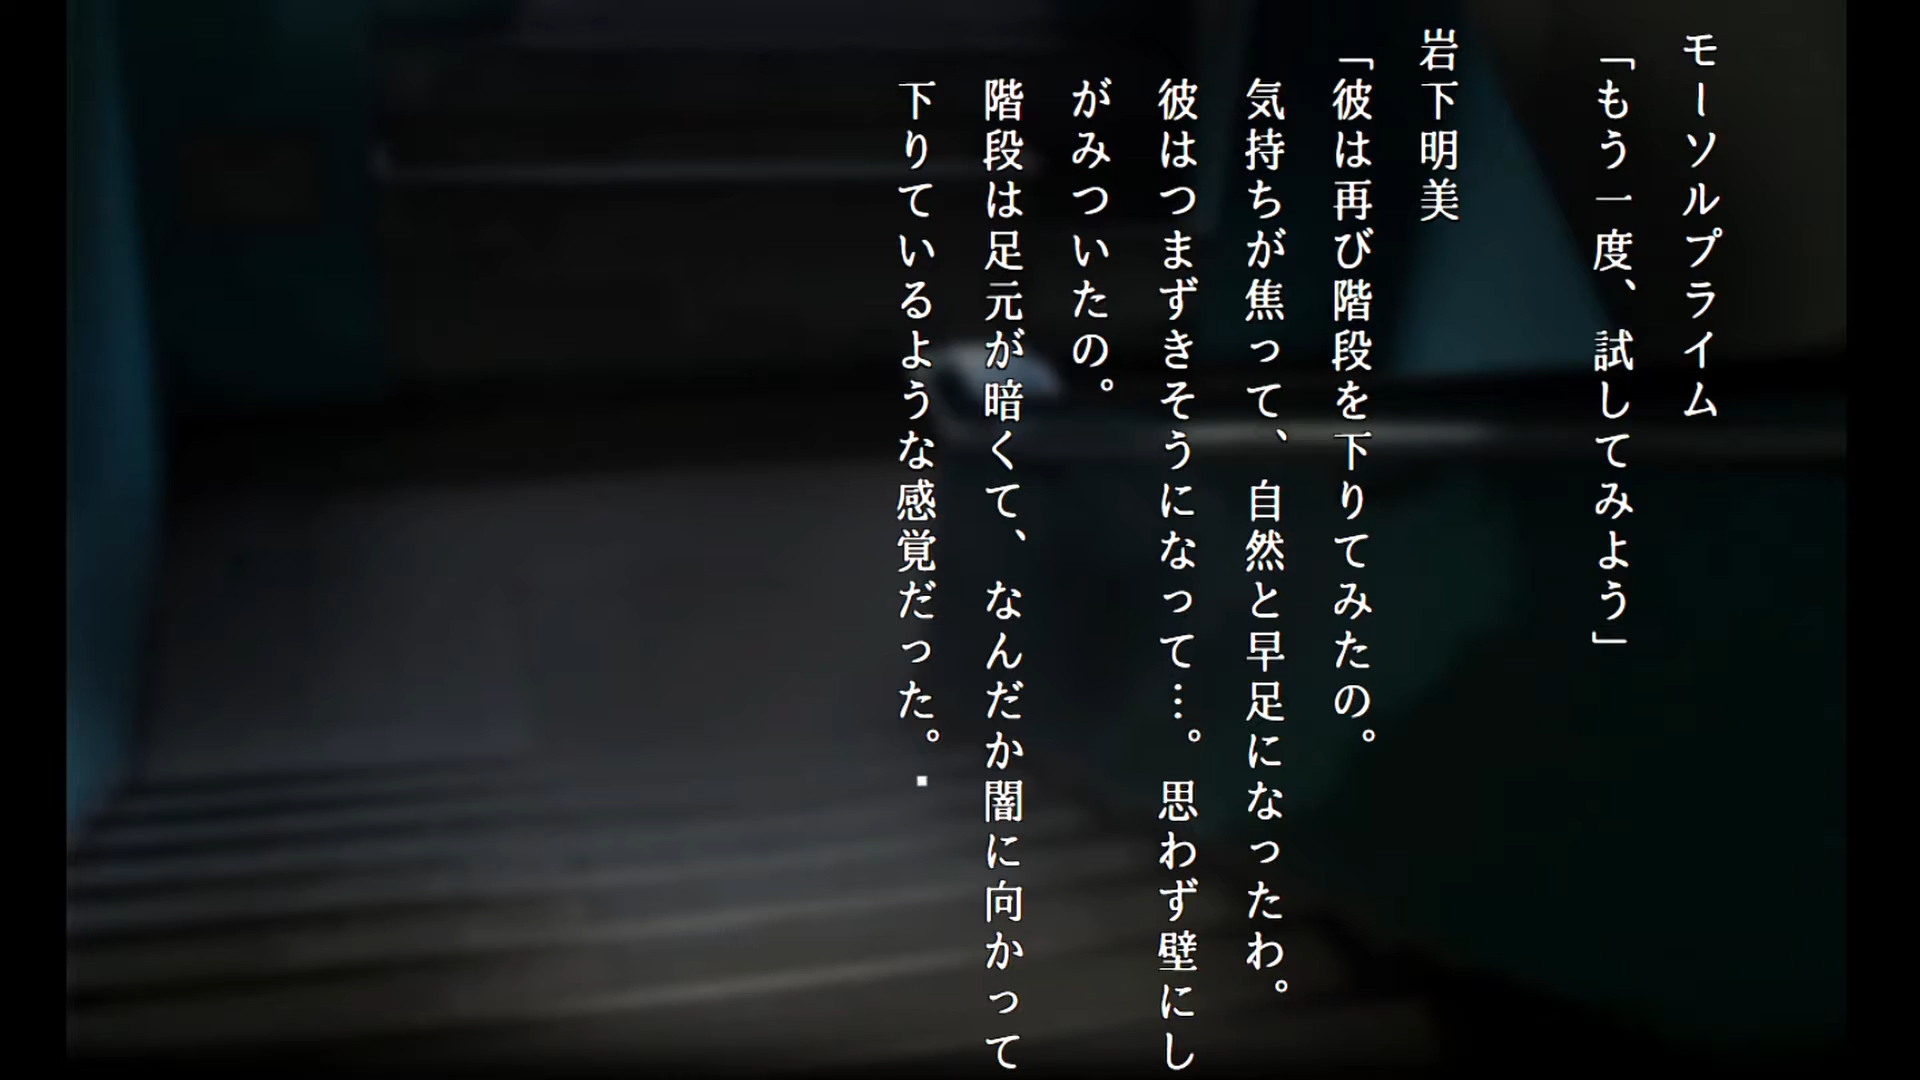 モーソルプライム
「もう一度、試してみよう」
岩下明美
「彼は再び階段を下りてみたの。
気持ちが焦って、自然と早足になったわ。
彼はつまずきそうになって…。思わず壁にし
がみついたの。
階段は足元が暗くて、なんだか闇に向かって
下りているような感覚だった。